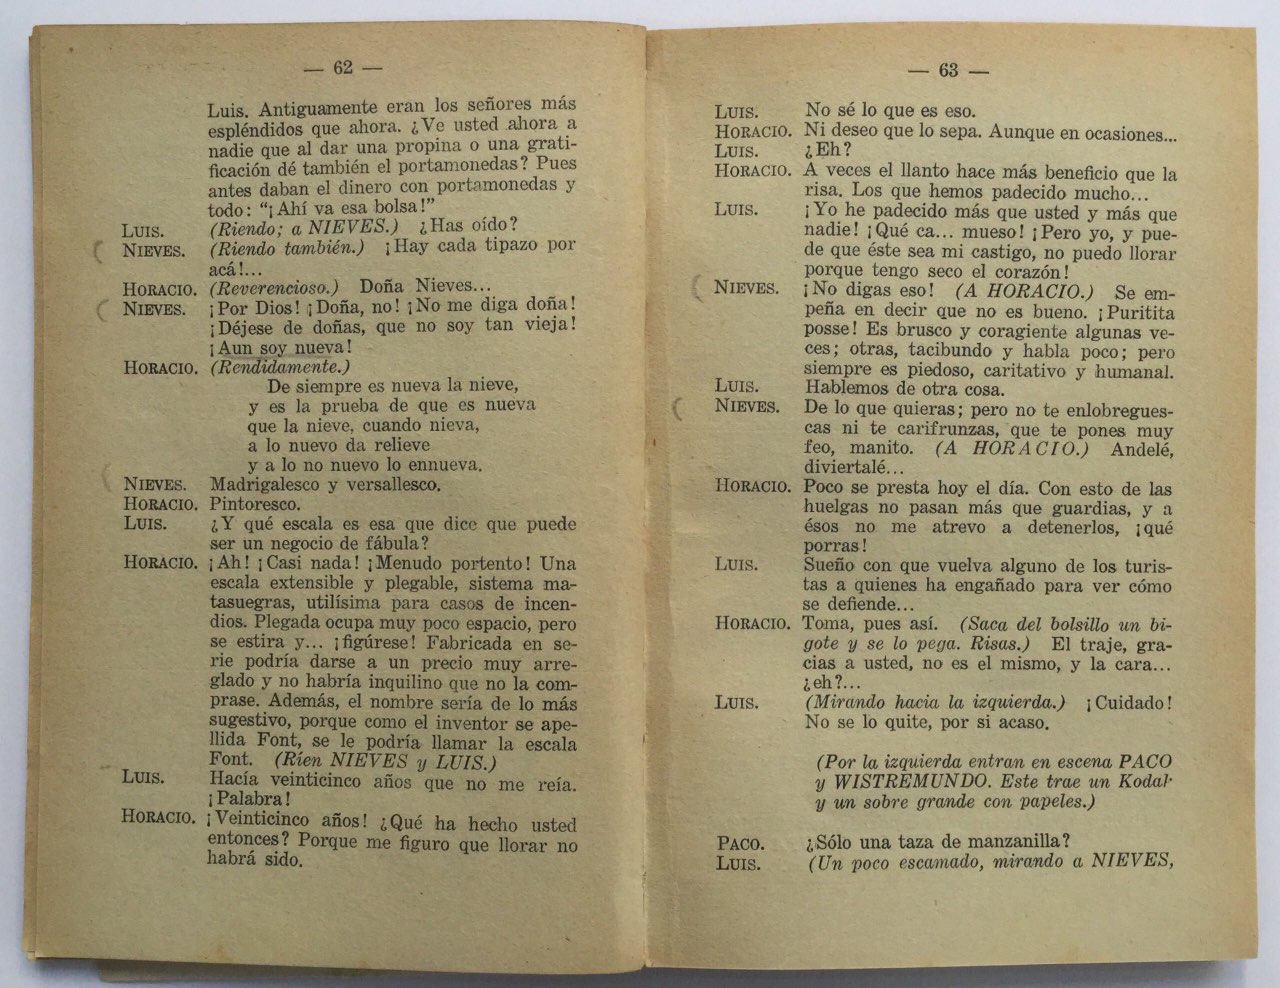 — 62 —
Luis. Antiguamente eran los señores más
espléndidos que ahora. ¿Ve usted ahora a
nadie que al dar una propina o una grati-
ficación dé también el portamonedas? Pues
antes daban el dinero con portamonedas y
todo: “¡Ahí va esa bolsa!”
LUIS. (Riendo; a NIEVES.) ¿Has oído?
NIEVES. (Riendo también.) ¡Hay cada tipazo por
acá!...
HORACIO. (Reverencioso.) Doña Nieves...
NIEVES. ¡Por Dios! ¡Doña, no! ¡No me diga doña!
¡Déjese de doñas, que no soy tan vieja!
¡Aun soy nueva!
HORACIO. (Rendidamente.)
De siempre es nueva la nieve,
y es la prueba de que es nueva
que la nieve, cuando nieva,
a lo nuevo da relieve
y a lo no nuevo lo ennueva.
NIEVES. Madrigalesco y versallesco.
HORACIO. Pintoresco.
LUIS. ¿Y qué escala es esa que dice que puede
ser un negocio de fábula?
HORACIO. ¡Ah! ¡Casi nada! ¡Menudo portento! Una
escala extensible y plegable, sistema ma-
tasuegras, utilísima para casos de incen-
dios. Plegada ocupa muy poco espacio, pero
se estira y... ¡figúrese! Fabricada en se-
rie podría darse a un precio muy arre-
glado y no habría inquilino que no la com-
prase. Además, el nombre sería de lo más
sugestivo, porque como el inventor se ape-
llida Font, se le podría llamar la escala
Font. (Ríen NIEVES y LUIS.)
LUIS. Hacía veinticinco años que no me reía.
¡Palabra!
HORACIO. ¡Veinticinco años! ¿Qué ha hecho usted
entonces? Porque me figuro que llorar no
habrá sido.
— 63 —
LUIS. No sé lo que es eso.
HORACIO. Ni deseo que lo sepa. Aunque en ocasiones...
LUIS. ¿Eh?
HORACIO. A veces el llanto hace más beneficio que la
risa. Los que hemos padecido mucho...
LUIS. ¡Yo he padecido más que usted y más que
nadie! ¡Qué ca... mueso! ¡Pero yo, y pue-
de que éste sea mi castigo, no puedo llorar
porque tengo seco el corazón!
NIEVES. ¡No digas eso! (A HORACIO.) Se em-
peña en decir que no es bueno. ¡Puritita
posse! Es brusco y coragiente algunas ve-
ces; otras, tacibundo y habla poco; pero
siempre es piedoso, caritativo y humanal.
LUIS. Hablemos de otra cosa.
NIEVES. De lo que quieras; pero no te enlobregues-
cas ni te carifrunzas, que te pones muy
feo, manito. (A HORACIO.) Andelé,
diviertalé...
HORACIO. Poco se presta hoy el día. Con esto de las
huelgas no pasan más que guardias, y a
ésos no me atrevo a detenerlos, ¡qué
porras!
LUIS. Sueño con que vuelva alguno de los turis-
tas a quienes ha engañado para ver cómo
se defiende...
HORACIO. Toma, pues así. (Saca del bolsillo un bi-
gote y se lo pega. Risas.) El traje, gra-
cias a usted, no es el mismo, y la cara...
¿eh?...
LUIS. (Mirando hacia la izquierda.) ¡Cuidado!
No se lo quite, por si acaso.
(Por la izquierda entran en escena PACO
y WISTREMUNDO. Este trae un Kodak
y un sobre grande con papeles.)
PACO. ¿Sólo una taza de manzanilla?
LUIS. (Un poco escamado, mirando a NIEVES,